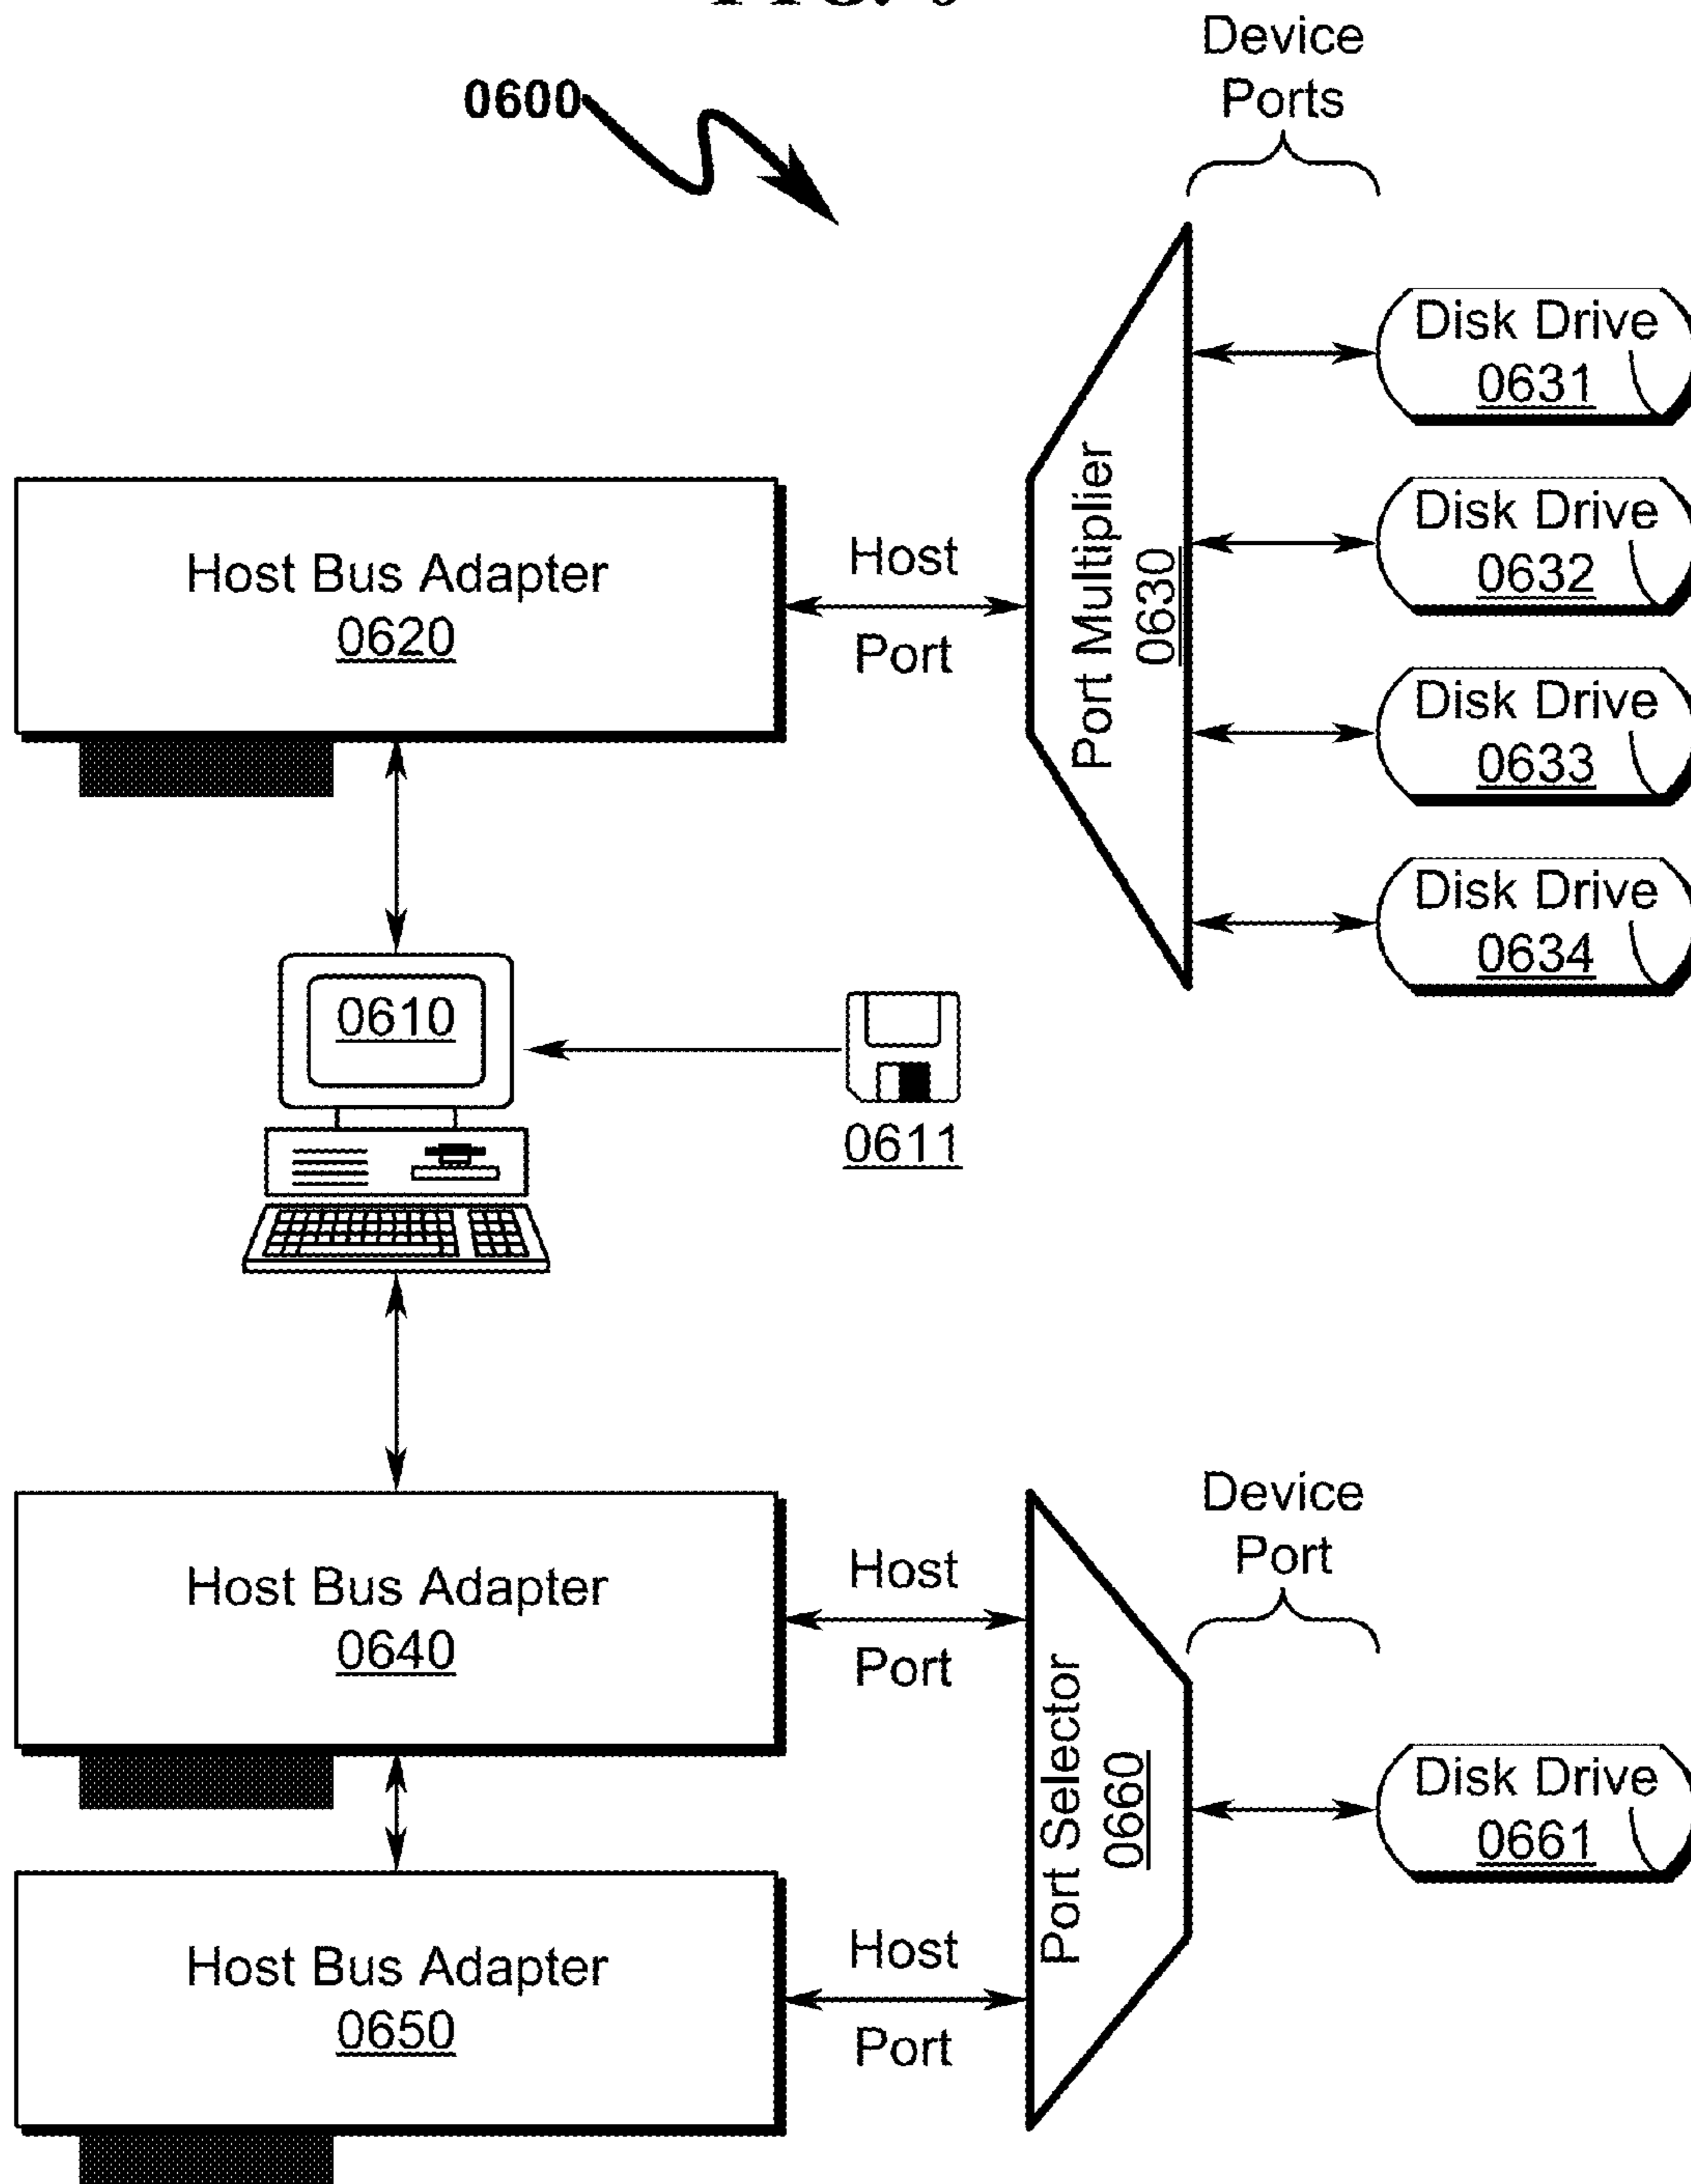 Device
Ports
0600
Disk Drive
0631
Disk Drive
0632
Disk Drive
0633
Disk Drive
0634
Port Multiplier
0630
Host Bus Adapter
0620
Host
Port
0610
0611
Host Bus Adapter
0640
Host
Port
Device
Port
Port Selector
0660
Disk Drive
0661
Host Bus Adapter
0650
Host
Port